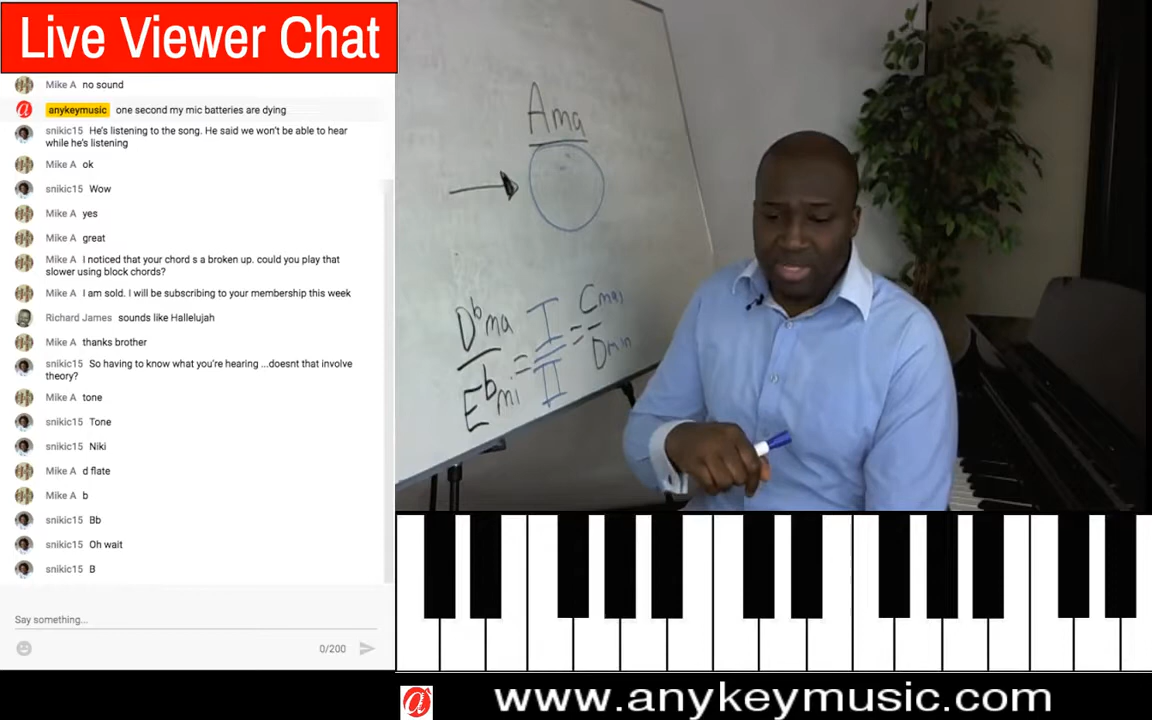 Live Viewer Chat
Mike A no sound
anykeymusic one second my mic batteries are dying
snikic15 He's listening to the song. He said we won't be able to hear
while he's listening
Mike A ok
snikic15 Wow
Mike A yes
Mike A great
Mike A I noticed that your chord s a broken up. could you play that
slower using block chords?
Mike A I am sold. I will be subscribing to your membership this week
Richard James sounds like Hallelujah
Mike A thanks brother
snikic15 So having to know what you're hearing ...doesnt that involve
theory?
Mike A tone
snikic15 Tone
snikic15 Niki
Mike A d flate
Mike A b
snikic15 Bb
snikic15 Oh wait
snikic15 B
Say something...
0/200
Ama
Dbma I Cmaj
= =
Ebmi II Dmin
a
www.anykeymusic.com